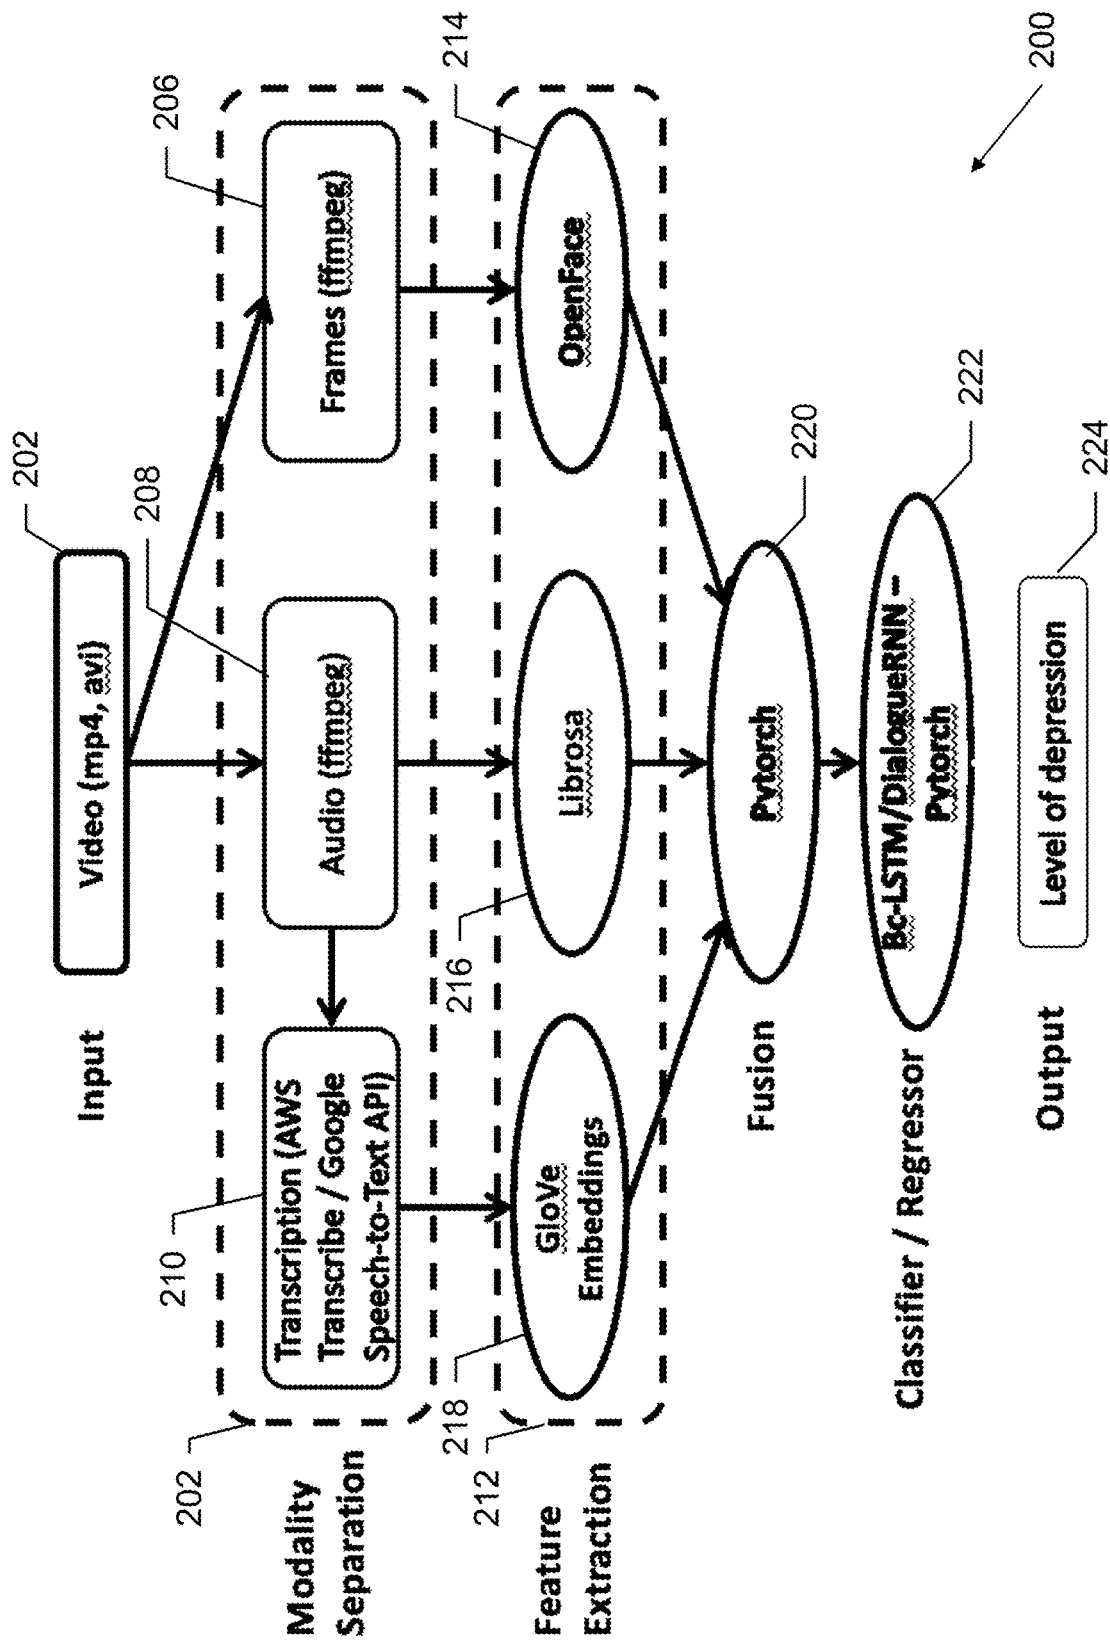 200
202
Input
Video (mp4, avi)
206
208
210
202
Modality
Separation
Transcription (AWS
Transcribe / Google
Speech-to-Text API)
Audio (ffmpeg)
Frames (ffmpeg)
214
216
218
212
Feature
Extraction
GloVe
Embeddings
Librosa
OpenFace
220
Fusion
Pytorch
222
Classifier / Regressor
Bc-LSTM/DialogueRNN –
Pytorch
224
Output
Level of depression